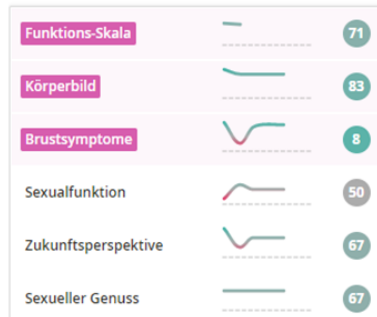 Funktions-Skala 71
Körperbild 83
Brustsymptome 8
Sexualfunktion 50
Zukunftsperspektive 67
Sexueller Genuss 67